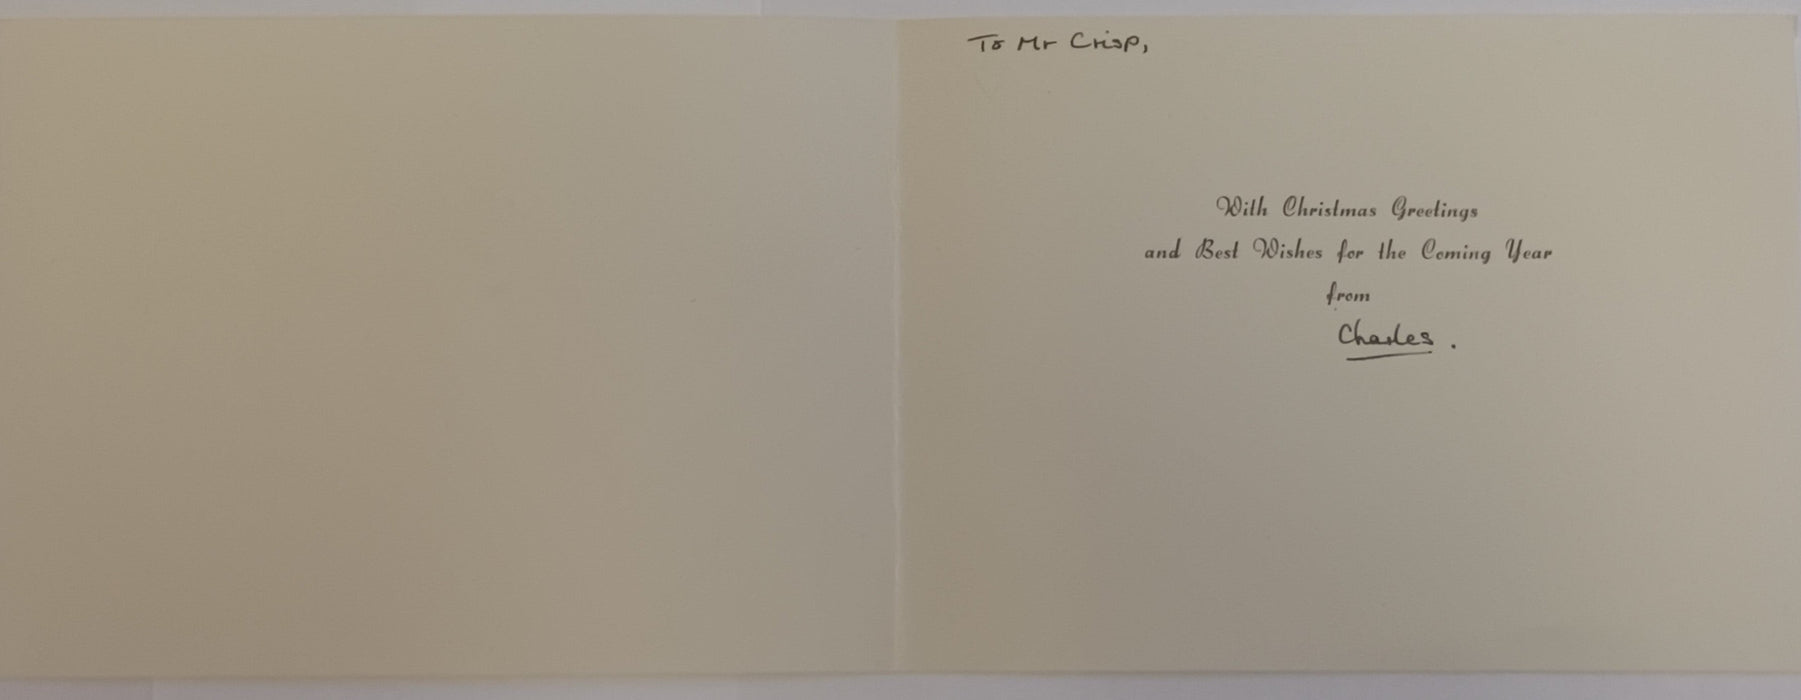 To Mr Crisp,
With Christmas Greetings
and Best Wishes for the Coming Year
from
Charles.